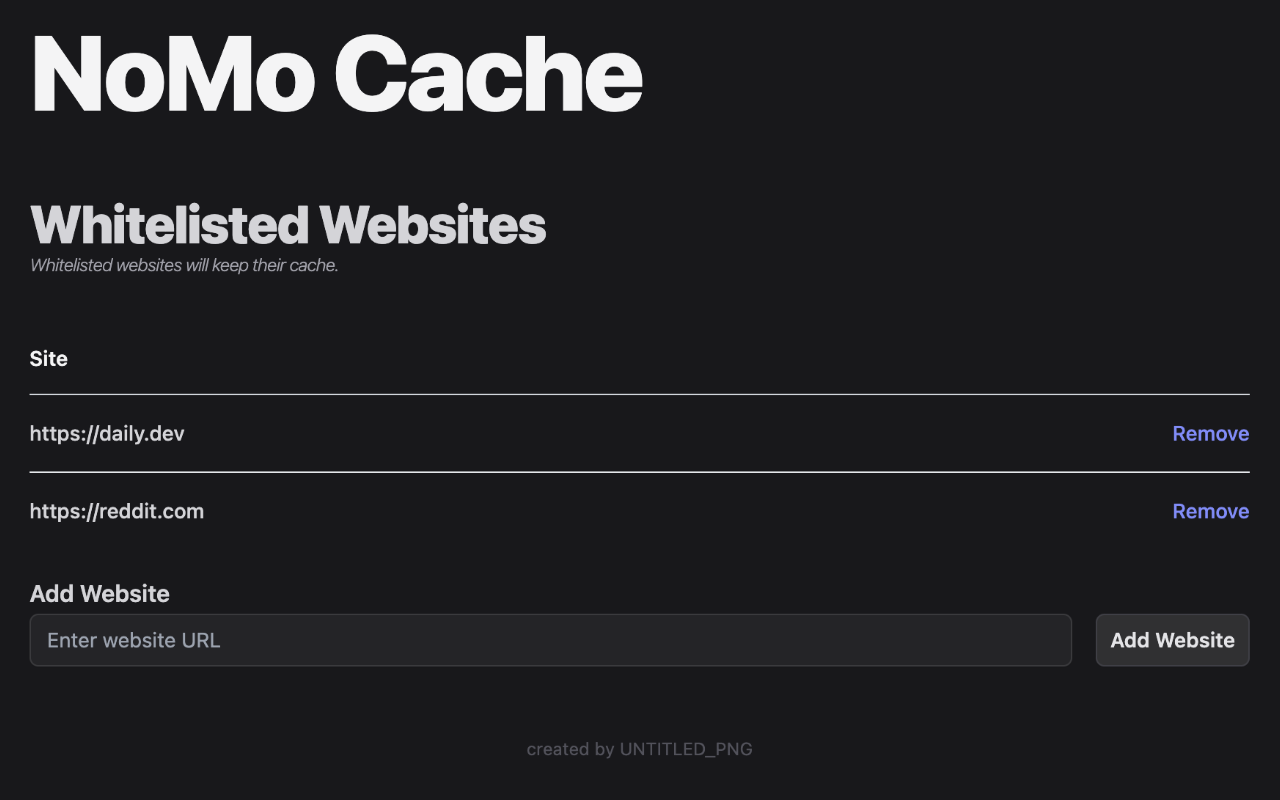 NoMo Cache
Whitelisted Websites
Whitelisted websites will keep their cache.
Site
https://daily.dev
Remove
https://reddit.com
Remove
Add Website
Enter website URL
Add Website
created by UNTITLED_PNG